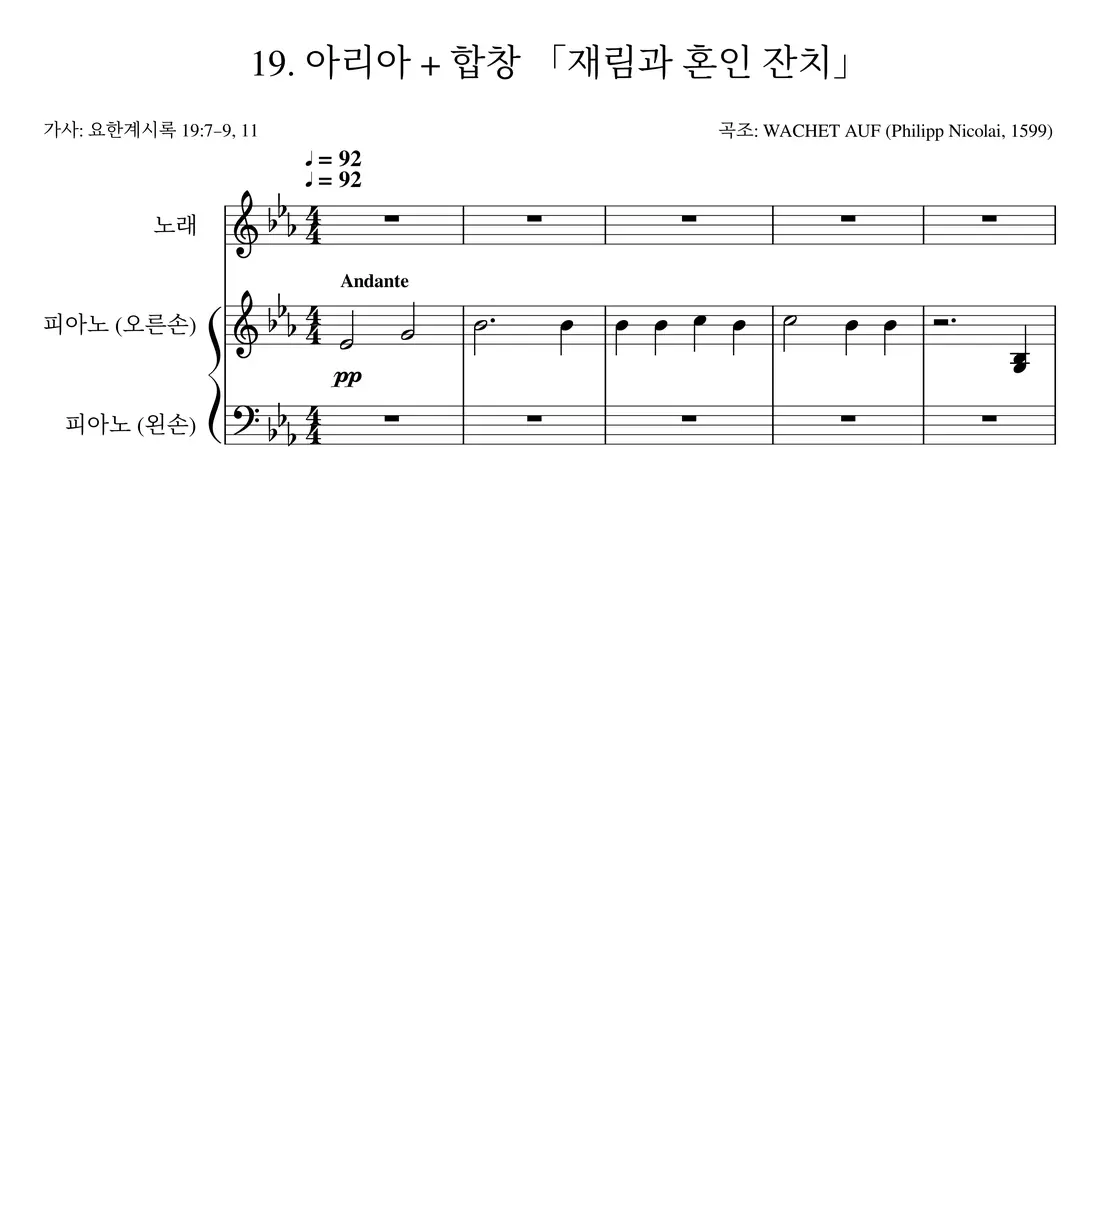 19. 아리아 + 합창 「재림과 혼인 잔치」
가사: 요한계시록 19:7–9, 11
곡조: WACHET AUF (Philipp Nicolai, 1599)
♩ = 92
♩ = 92
노래
Andante
피아노 (오른손)
pp
피아노 (왼손)